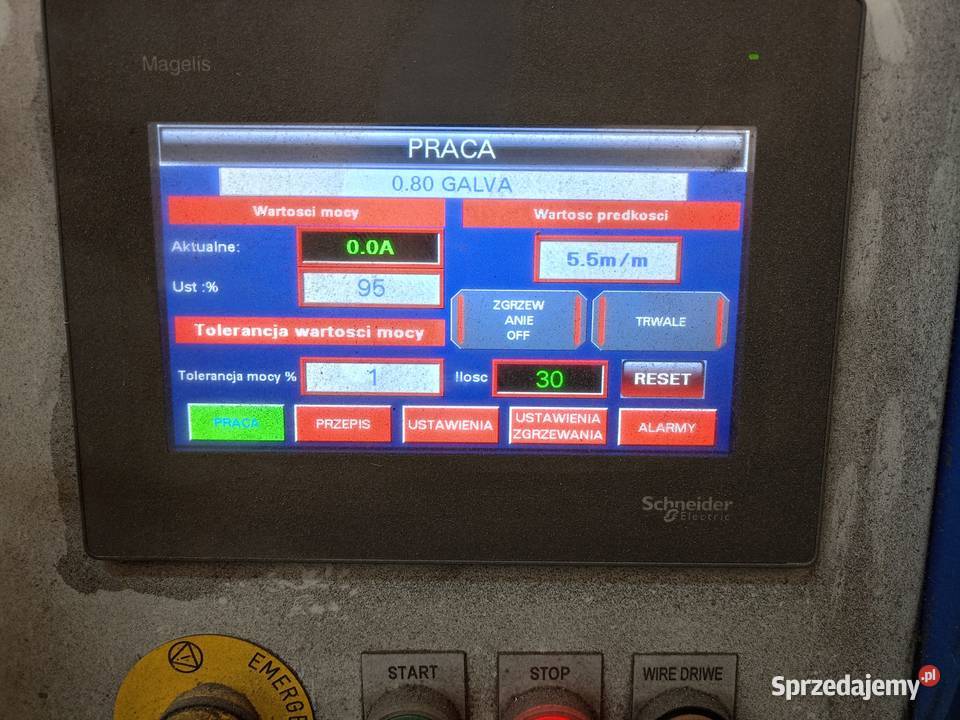 Magelis
PRACA
0.80 GALVA
Wartosci mocy
Wartosc predkosci
Aktualne:
0.0A
5.5m/m
Ust :%
95
ZGRZEW
ANIE
OFF
TRWALE
Tolerancja wartosci mocy
Tolerancja mocy %
1
Ilosc
30
RESET
PRACA
PRZEPIS
USTAWIENIA
USTAWIENIA
ZGRZEWANIA
ALARMY
Schneider
Electric
EMERGE
START
STOP
WIRE DRIWE
Sprzedajemy.pl